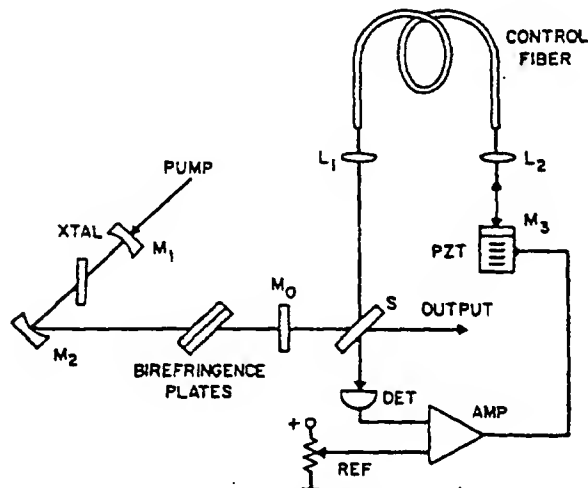 CONTROL
FIBER
L1
L2
PUMP
XTAL
M1
M3
PZT
M0
S
OUTPUT
M2
BIREFRINGENCE
PLATES
DET
AMP
+
REF